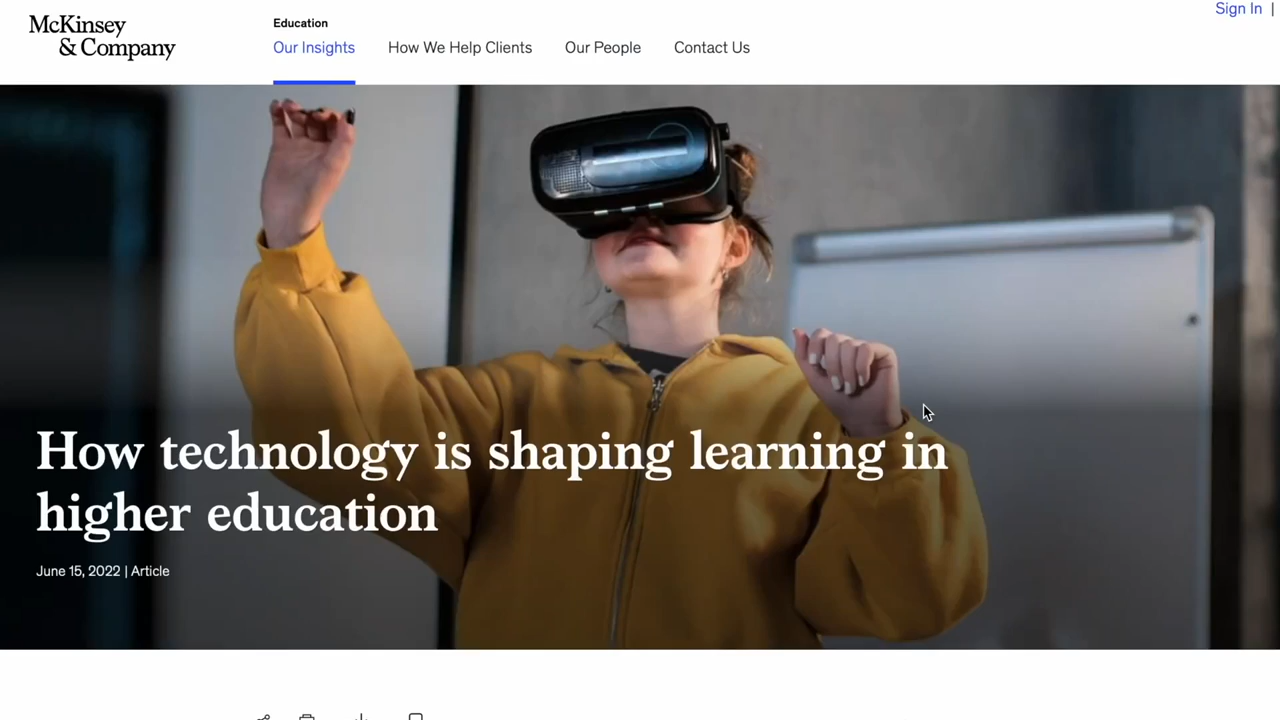 McKinsey
& Company
Education
Our Insights
How We Help Clients
Our People
Contact Us
Sign In |
How technology is shaping learning in
higher education
June 15, 2022 | Article